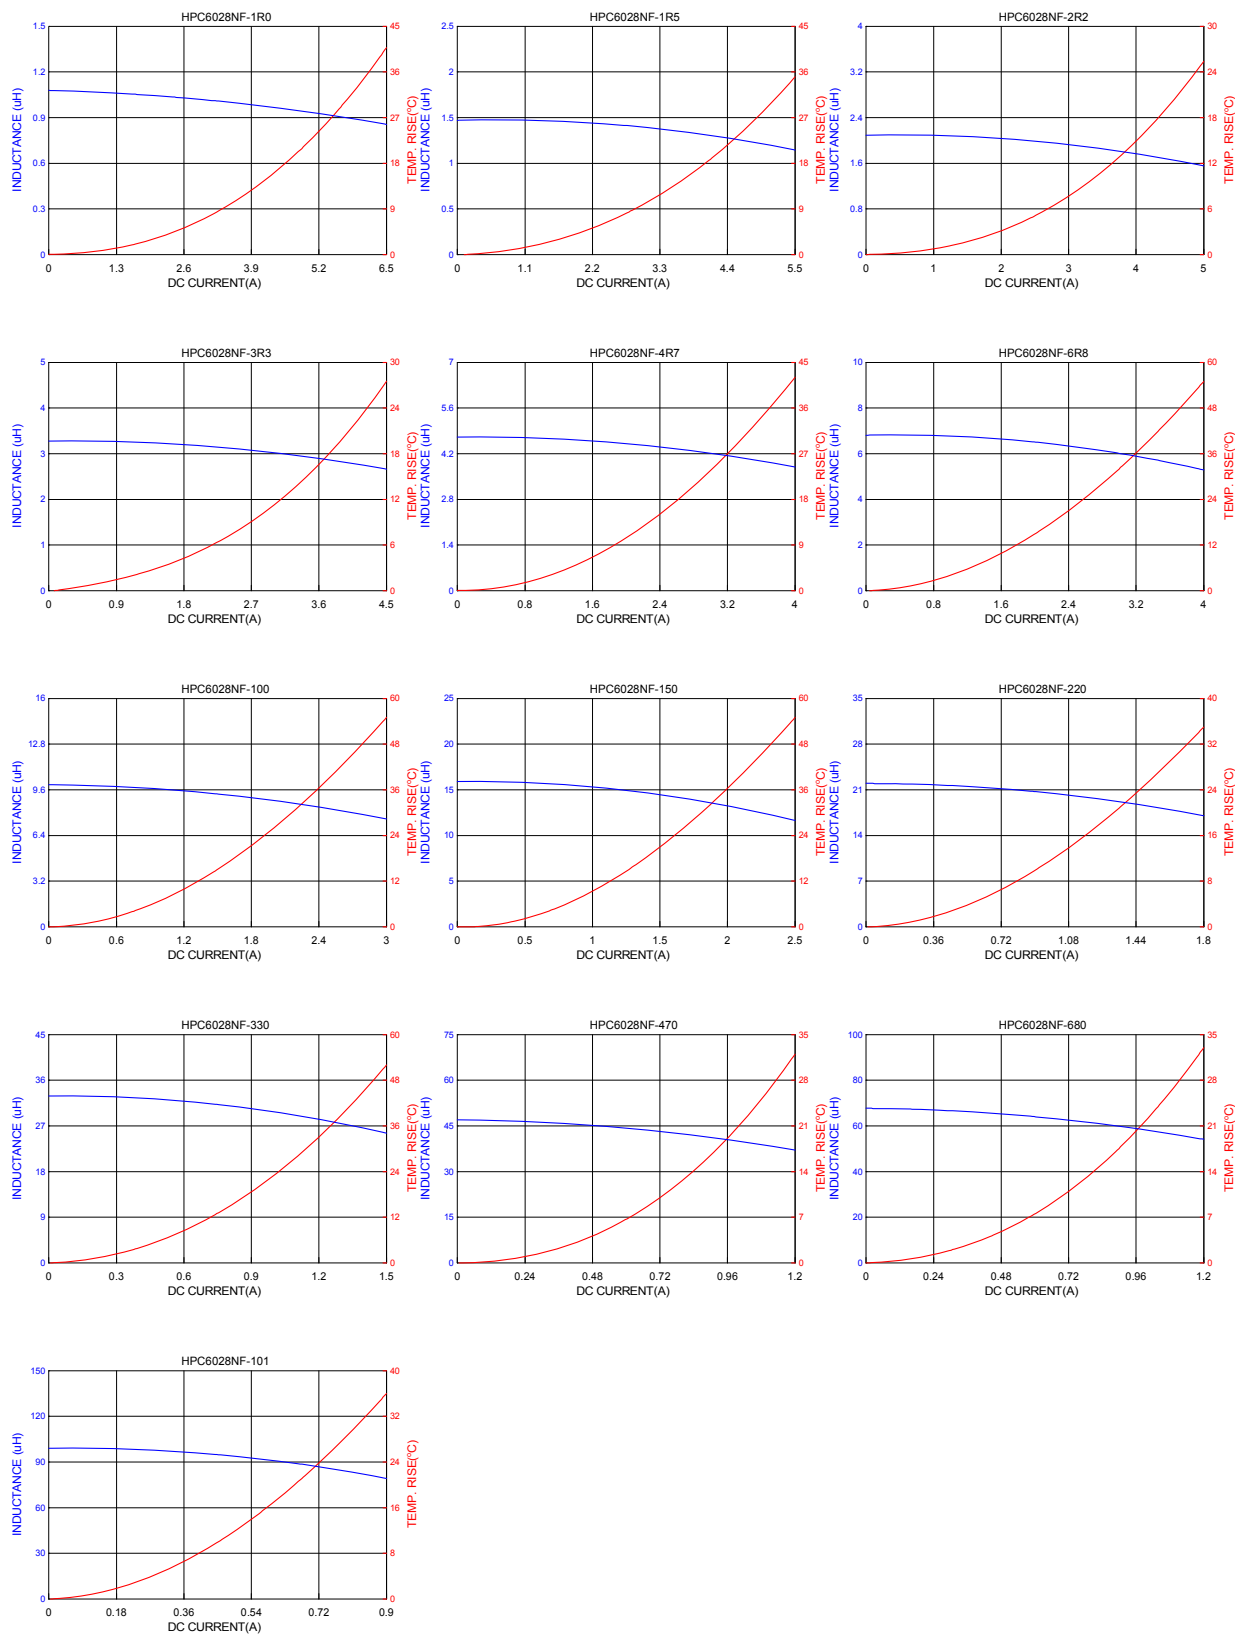 HPC6028NF-1R0
1.5
1.2
0.9
0.6
0.3
0
45
36
27
18
9
0
INDUCTANCE (uH)
TEMP. RISE(°C)
0 1.3 2.6 3.9 5.2 6.5
DC CURRENT(A)
HPC6028NF-1R5
2.5
2
1.5
1
0.5
0
45
36
27
18
9
0
INDUCTANCE (uH)
TEMP. RISE(°C)
0 1.1 2.2 3.3 4.4 5.5
DC CURRENT(A)
HPC6028NF-2R2
4
3.2
2.4
1.6
0.8
0
30
24
18
12
6
0
INDUCTANCE (uH)
TEMP. RISE(°C)
0 1 2 3 4 5
DC CURRENT(A)
HPC6028NF-3R3
5
4
3
2
1
0
30
24
18
12
6
0
INDUCTANCE (uH)
TEMP. RISE(°C)
0 0.9 1.8 2.7 3.6 4.5
DC CURRENT(A)
HPC6028NF-4R7
7
5.6
4.2
2.8
1.4
0
45
36
27
18
9
0
INDUCTANCE (uH)
TEMP. RISE(°C)
0 0.8 1.6 2.4 3.2 4
DC CURRENT(A)
HPC6028NF-6R8
10
8
6
4
2
0
60
48
36
24
12
0
INDUCTANCE (uH)
TEMP. RISE(°C)
0 0.8 1.6 2.4 3.2 4
DC CURRENT(A)
HPC6028NF-100
16
12.8
9.6
6.4
3.2
0
60
48
36
24
12
0
INDUCTANCE (uH)
TEMP. RISE(°C)
0 0.6 1.2 1.8 2.4 3
DC CURRENT(A)
HPC6028NF-150
25
20
15
10
5
0
60
48
36
24
12
0
INDUCTANCE (uH)
TEMP. RISE(°C)
0 0.5 1 1.5 2 2.5
DC CURRENT(A)
HPC6028NF-220
35
28
21
14
7
0
40
32
24
16
8
0
INDUCTANCE (uH)
TEMP. RISE(°C)
0 0.36 0.72 1.08 1.44 1.8
DC CURRENT(A)
HPC6028NF-330
45
36
27
18
9
0
60
48
36
24
12
0
INDUCTANCE (uH)
TEMP. RISE(°C)
0 0.3 0.6 0.9 1.2 1.5
DC CURRENT(A)
HPC6028NF-470
75
60
45
30
15
0
35
28
21
14
7
0
INDUCTANCE (uH)
TEMP. RISE(°C)
0 0.24 0.48 0.72 0.96 1.2
DC CURRENT(A)
HPC6028NF-680
100
80
60
40
20
0
35
28
21
14
7
0
INDUCTANCE (uH)
TEMP. RISE(°C)
0 0.24 0.48 0.72 0.96 1.2
DC CURRENT(A)
HPC6028NF-101
150
120
90
60
30
0
40
32
24
16
8
0
INDUCTANCE (uH)
TEMP. RISE(°C)
0 0.18 0.36 0.54 0.72 0.9
DC CURRENT(A)